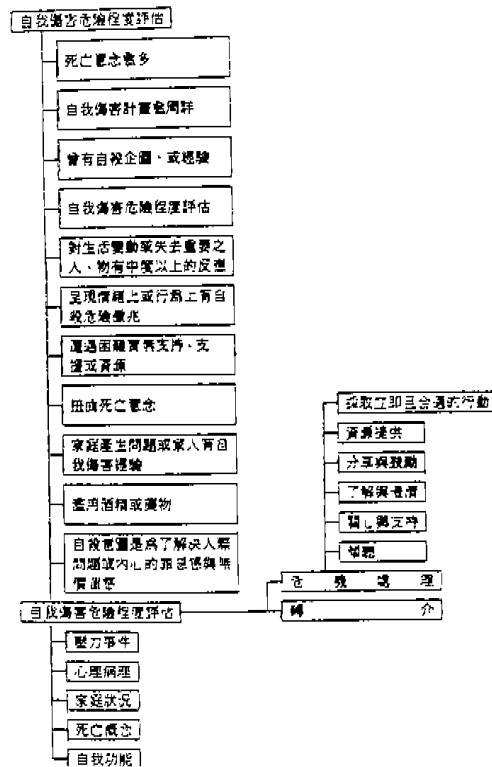 自我傷害危險程度評估
死亡意念愈多
自我傷害計畫愈周詳
曾有自殺企圖、或經驗
自我傷害危險程度評估
對生活變動或失去重要之
人、物有中度以上的反應
呈現情緒上或行為上有自
殺危險徵兆
遭遇困難實無支持、支
援或資源
扭曲死亡意念
家庭產生問題或家人有自
我傷害經驗
濫用酒精或藥物
自殺意圖是為了解決人際
問題或內心的罪惡感與無
價
自我傷害危險程度評估
壓力事件
心理病理
家庭狀況
死亡概念
自我功能
採取立即且合適的行動
資源提供
分享與鼓勵
了解與澄清
關心與支持
傾聽
危機處理
轉介